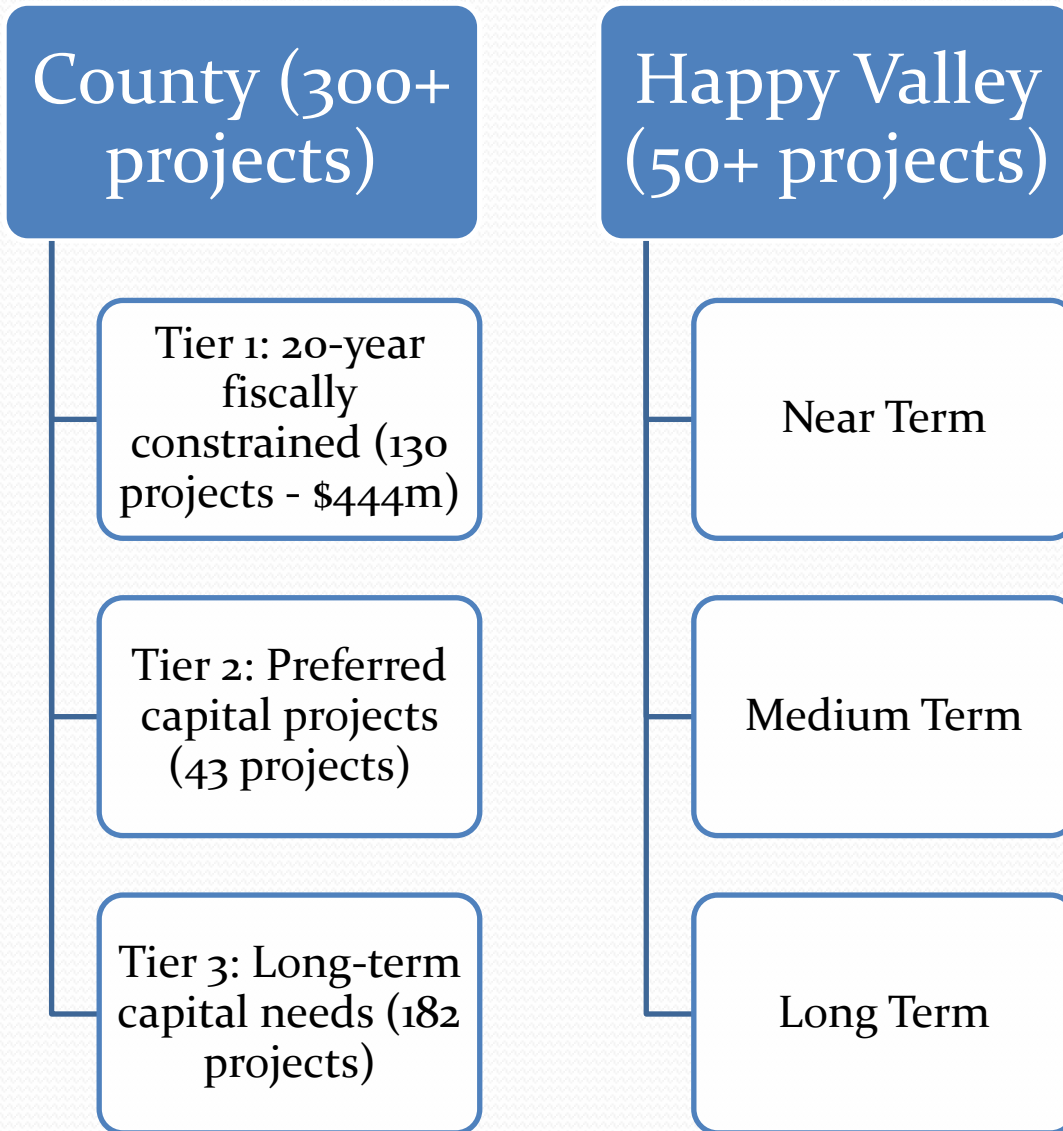 County (300+
projects)
Tier 1: 20-year
fiscally
constrained (130
projects - $444m)
Tier 2: Preferred
capital projects
(43 projects)
Tier 3: Long-term
capital needs (182
projects)
Happy Valley
(50+ projects)
Near Term
Medium Term
Long Term